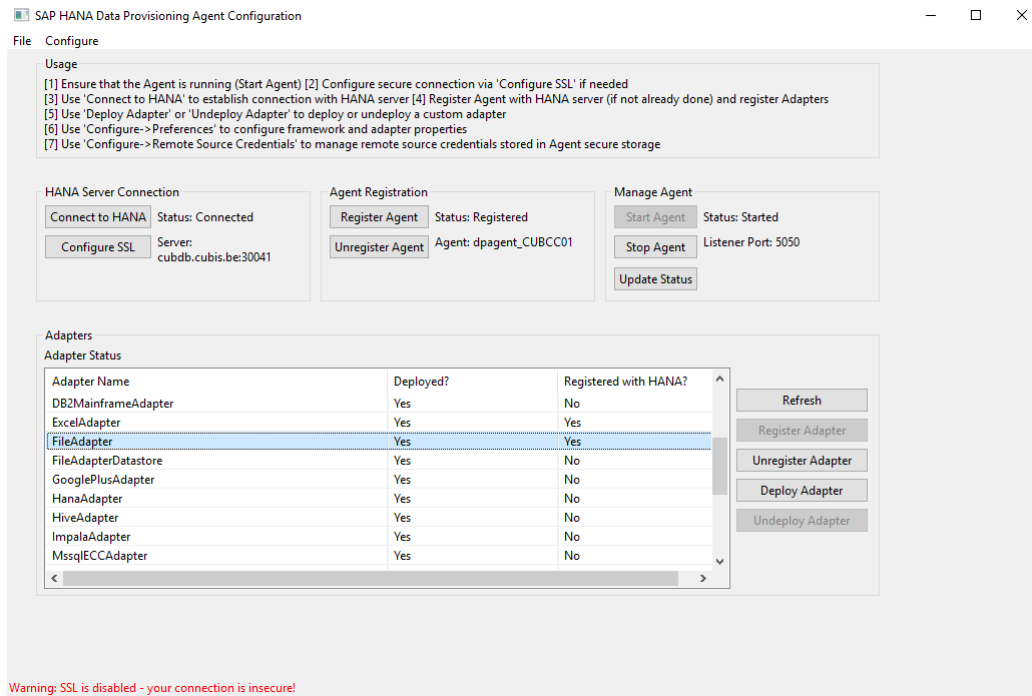 SAP HANA Data Provisioning Agent Configuration
File Configure
Usage
[1] Ensure that the Agent is running (Start Agent) [2] Configure secure connection via 'Configure SSL' if needed
[3] Use 'Connect to HANA' to establish connection with HANA server [4] Register Agent with HANA server (if not already done) and register Adapters
[5] Use 'Deploy Adapter' or 'Undeploy Adapter' to deploy or undeploy a custom adapter
[6] Use 'Configure->Preferences' to configure framework and adapter properties
[7] Use 'Configure->Remote Source Credentials' to manage remote source credentials stored in Agent secure storage
HANA Server Connection
Connect to HANA Status: Connected
Configure SSL Server:
cubdb.cubis.be:30041
Agent Registration
Register Agent Status: Registered
Unregister Agent Agent: dpagent_CUBCC01
Manage Agent
Start Agent Status: Started
Stop Agent Listener Port: 5050
Update Status
Adapters
Adapter Status
Adapter Name Deployed? Registered with HANA?
DB2MainframeAdapter Yes No
ExcelAdapter Yes Yes
FileAdapter Yes Yes
FileAdapterDatastore Yes No
GooglePlusAdapter Yes No
HanaAdapter Yes No
HiveAdapter Yes No
ImpalaAdapter Yes No
MssqlECCAdapter Yes No
Refresh
Register Adapter
Unregister Adapter
Deploy Adapter
Undeploy Adapter
Warning: SSL is disabled - your connection is insecure!